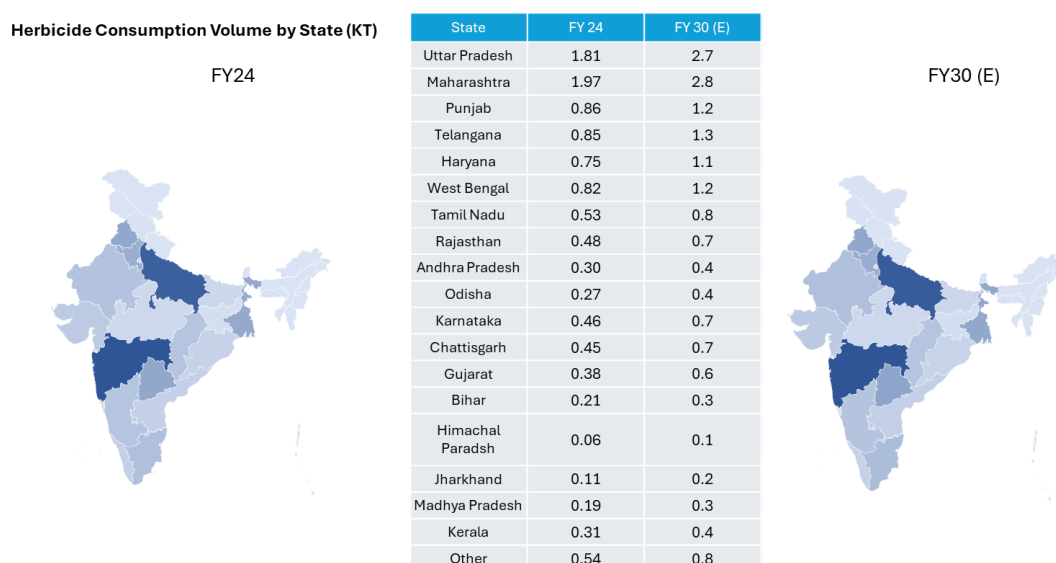 Herbicide Consumption Volume by State (KT)
FY24
State FY 24 FY 30 (E)
Uttar Pradesh 1.81 2.7
Maharashtra 1.97 2.8
Punjab 0.86 1.2
Telangana 0.85 1.3
Haryana 0.75 1.1
West Bengal 0.82 1.2
Tamil Nadu 0.53 0.8
Rajasthan 0.48 0.7
Andhra Pradesh 0.30 0.4
Odisha 0.27 0.4
Karnataka 0.46 0.7
Chattisgarh 0.45 0.7
Gujarat 0.38 0.6
Bihar 0.21 0.3
Himachal
Paradsh 0.06 0.1
Jharkhand 0.11 0.2
Madhya Pradesh 0.19 0.3
Kerala 0.31 0.4
Other 0.54 0.8
FY30 (E)